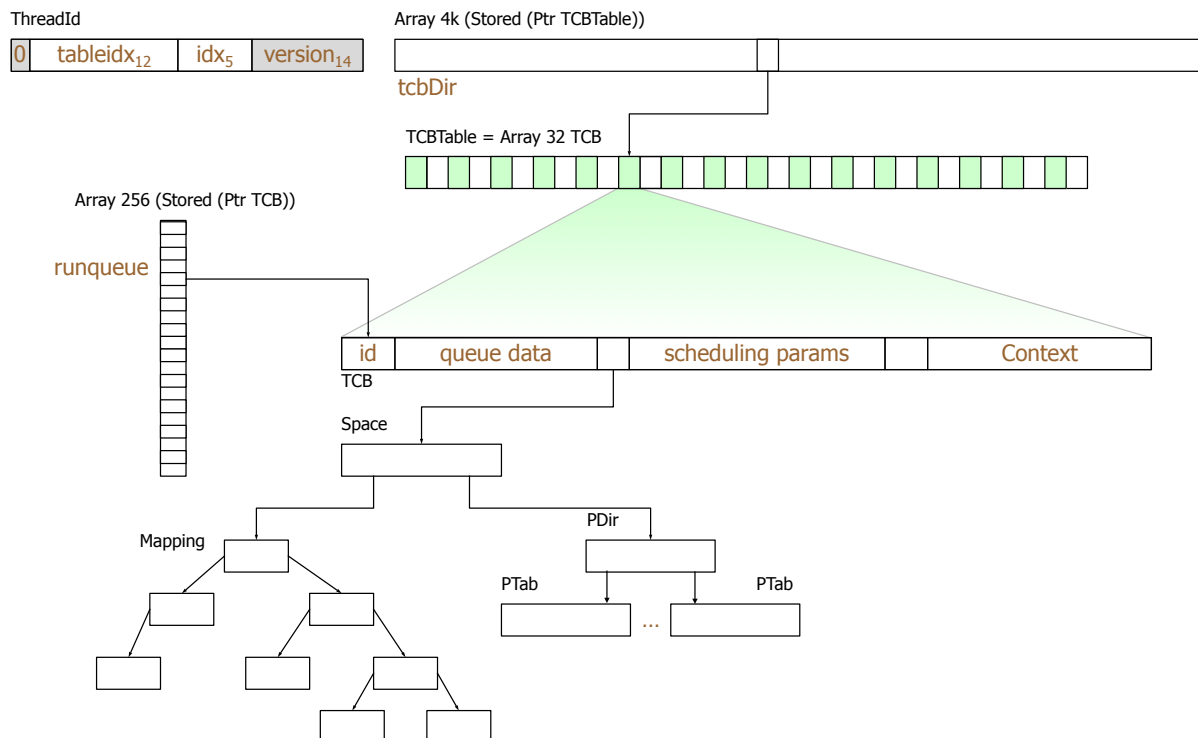 ThreadId
0 tableidx₁₂ idx₅ version₁₄
Array 4k (Stored (Ptr TCBTable))
tcbDir
TCBTable = Array 32 TCB
Array 256 (Stored (Ptr TCB))
runqueue
id queue data scheduling params Context
TCB
Space
Mapping
PDir
PTab ... PTab